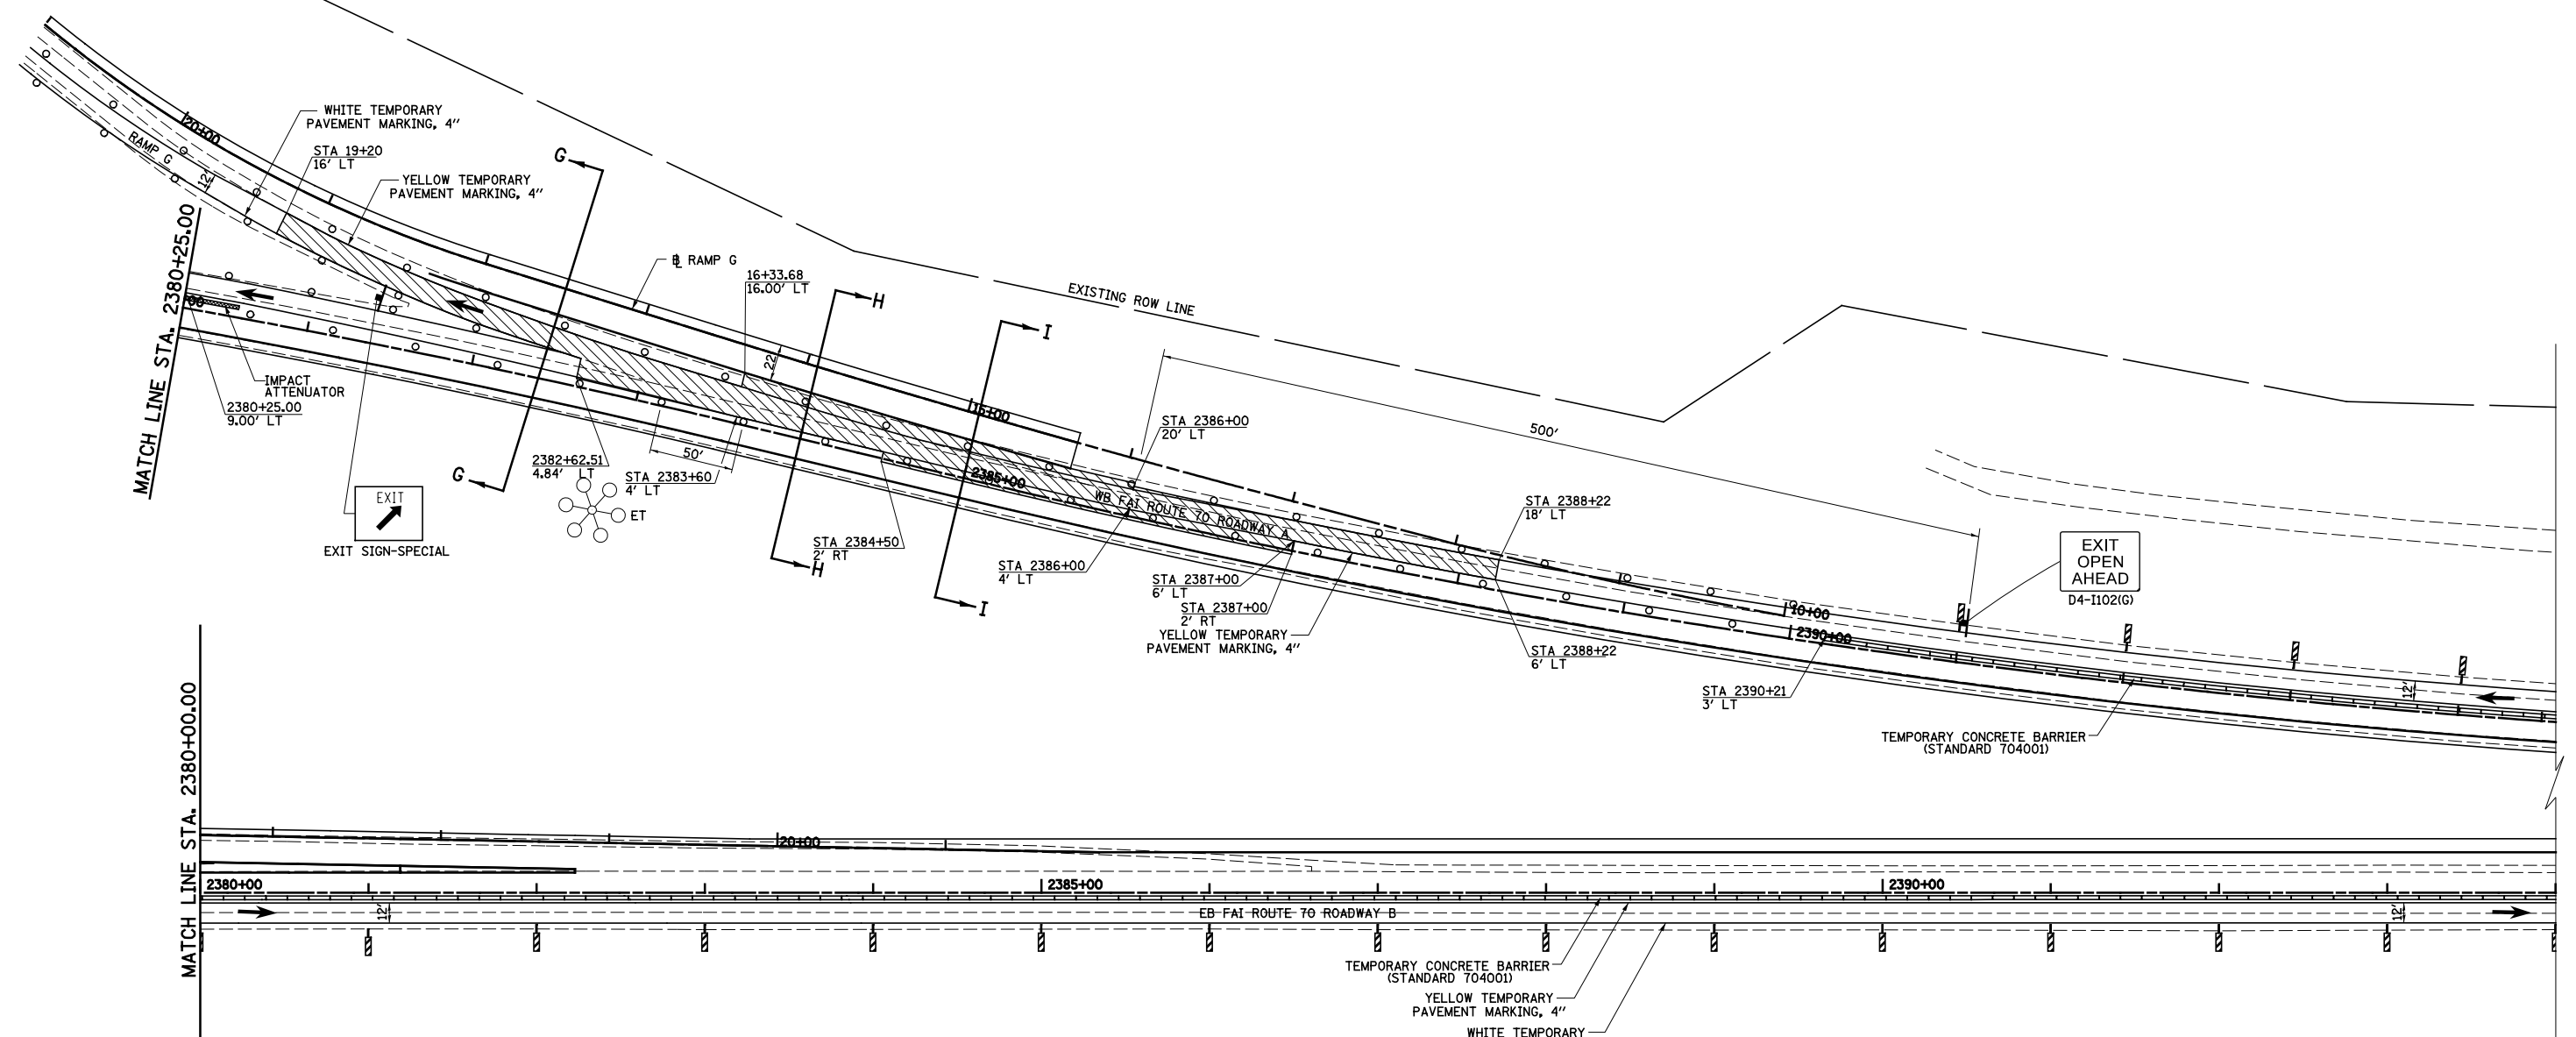 WHITE TEMPORARY
PAVEMENT MARKING, 4"
20+00
RAMP G
12'
STA 19+20
16' LT
YELLOW TEMPORARY
PAVEMENT MARKING, 4"
G
MATCH LINE STA. 2380+25.00
00
IMPACT
ATTENUATOR
2380+25.00
9.00' LT
RAMP G
16+33.68
16.00' LT
22'
H
I
EXISTING ROW LINE
15+00
500'
STA 2386+00
20' LT
2382+62.51
4.84' LT
50'
STA 2383+60
4' LT
G
EXIT
EXIT SIGN-SPECIAL
ET
STA 2384+50
2' RT
H
I
2385+00
WB FAI ROUTE 70 ROADWAY A
STA 2386+00
4' LT
STA 2387+00
6' LT
STA 2387+00
2' RT
YELLOW TEMPORARY
PAVEMENT MARKING, 4"
STA 2388+22
18' LT
STA 2388+22
6' LT
10+00
2390+00
STA 2390+21
3' LT
EXIT
OPEN
AHEAD
D4-I102(G)
12'
TEMPORARY CONCRETE BARRIER
(STANDARD 704001)
MATCH LINE STA. 2380+00.00
20+00
2380+00
2385+00
2390+00
12'
EB FAI ROUTE 70 ROADWAY B
12'
TEMPORARY CONCRETE BARRIER
(STANDARD 704001)
YELLOW TEMPORARY
PAVEMENT MARKING, 4"
WHITE TEMPORARY